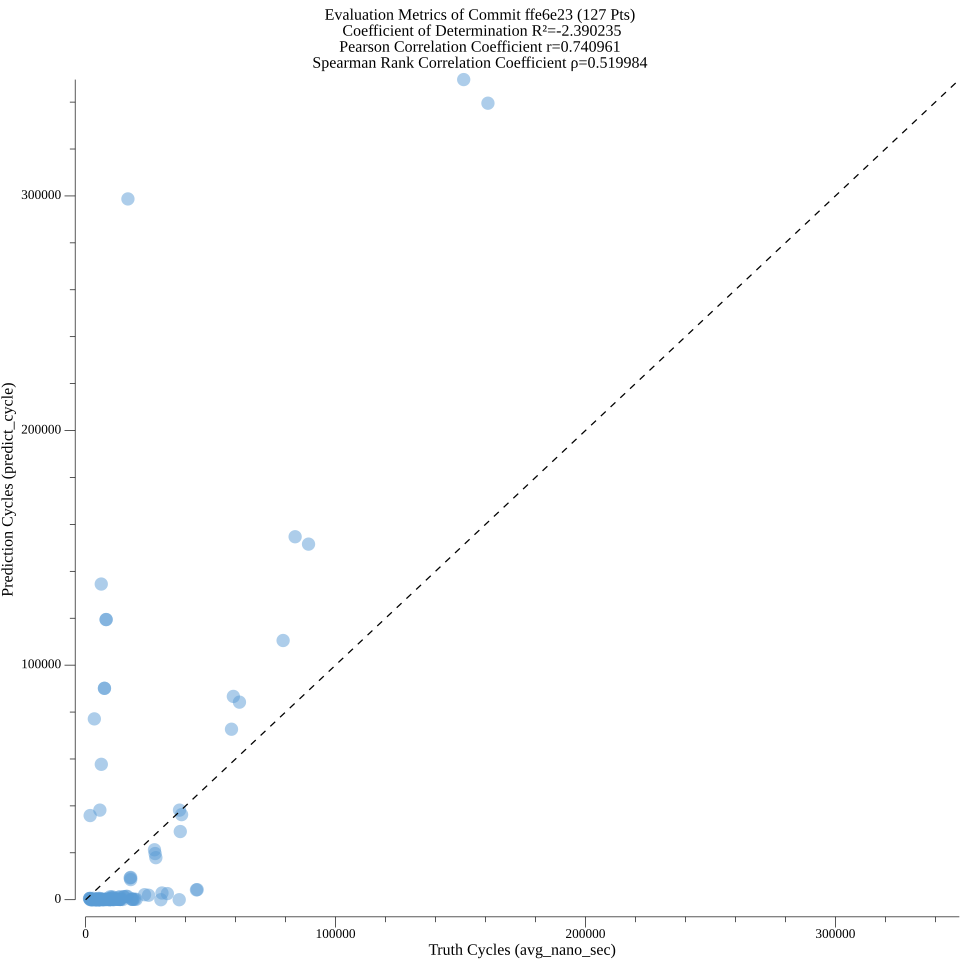 Evaluation Metrics of Commit ffe6e23 (127 Pts)
Coefficient of Determination R²=-2.390235
Pearson Correlation Coefficient r=0.740961
Spearman Rank Correlation Coefficient ρ=0.519984
300000
200000
100000
0
Prediction Cycles (predict_cycle)
0 100000 200000 300000
Truth Cycles (avg_nano_sec)